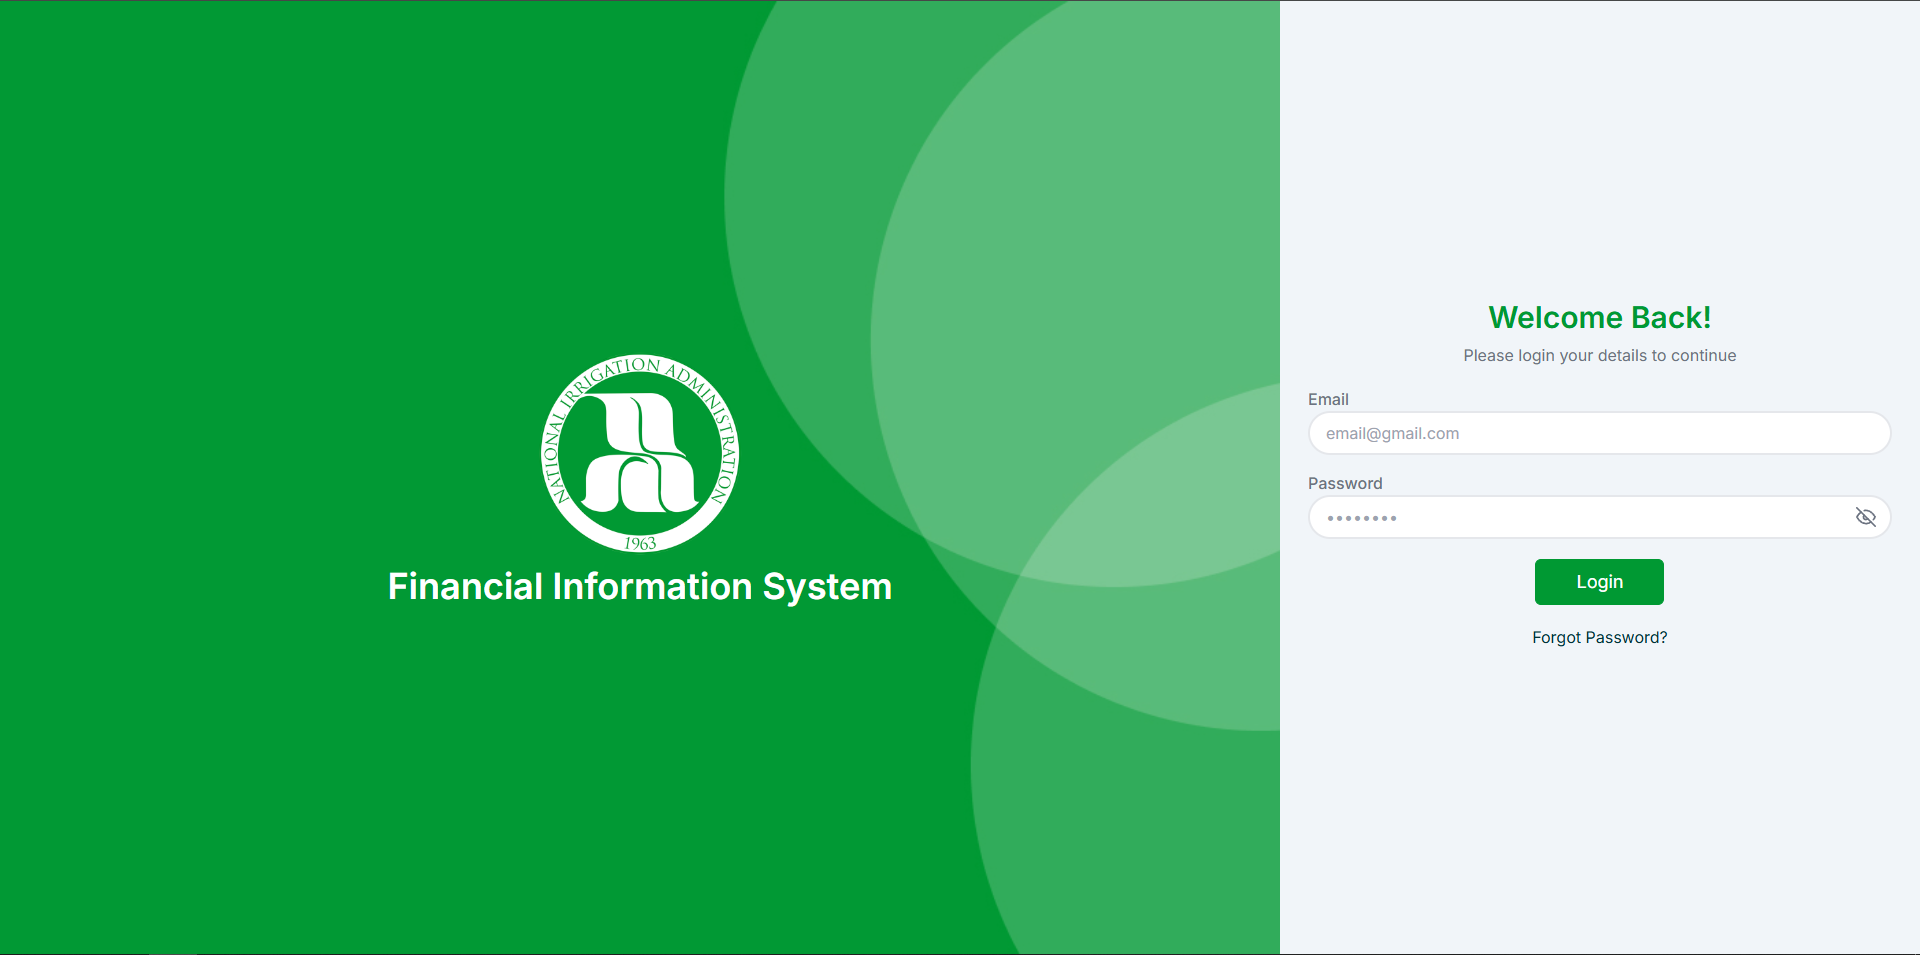 NATIONAL IRRIGATION ADMINISTRATION
1963
Financial Information System
Welcome Back!
Please login your details to continue
Email
email@gmail.com
Password
••••••••
Login
Forgot Password?